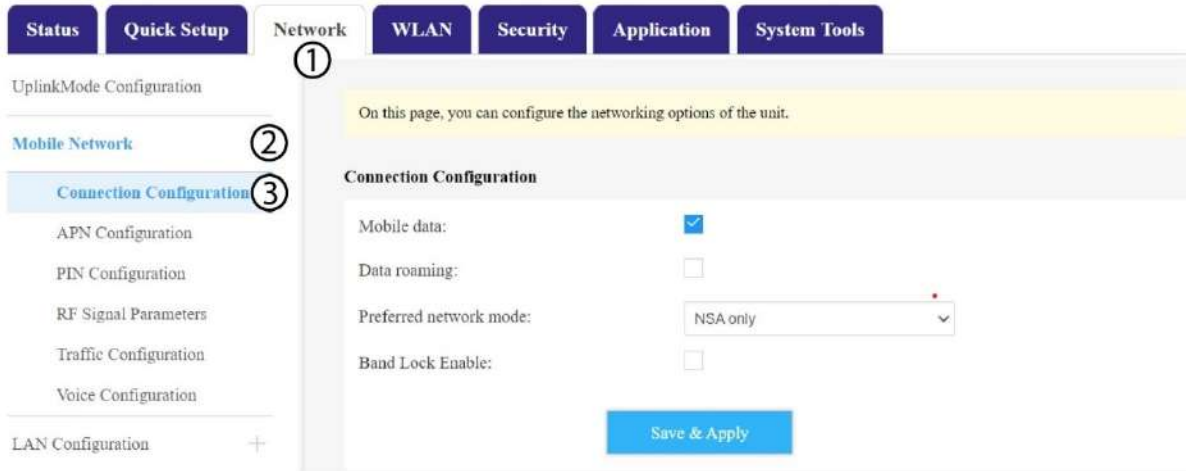 Status Quick Setup Network WLAN Security Application System Tools
①
UplinkMode Configuration
On this page, you can configure the networking options of the unit.
Mobile Network ②
Connection Configuration
Connection Configuration ③
Mobile data:
APN Configuration
Data roaming:
PIN Configuration
RF Signal Parameters
Preferred network mode: NSA only
Traffic Configuration
Band Lock Enable:
Voice Configuration
Save & Apply
LAN Configuration +